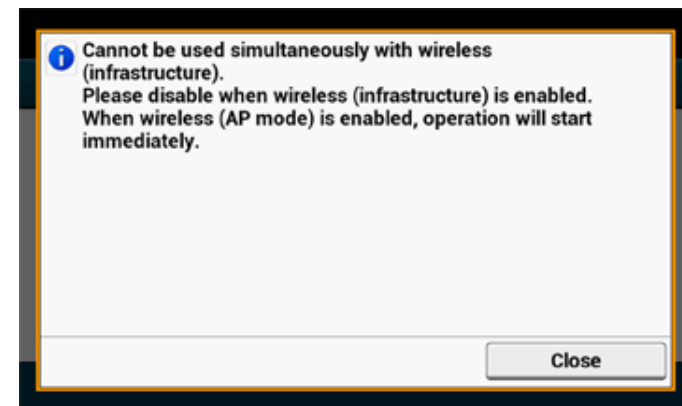 Cannot be used simultaneously with wireless
(infrastructure).
Please disable when wireless (infrastructure) is enabled.
When wireless (AP mode) is enabled, operation will start
immediately.
Close